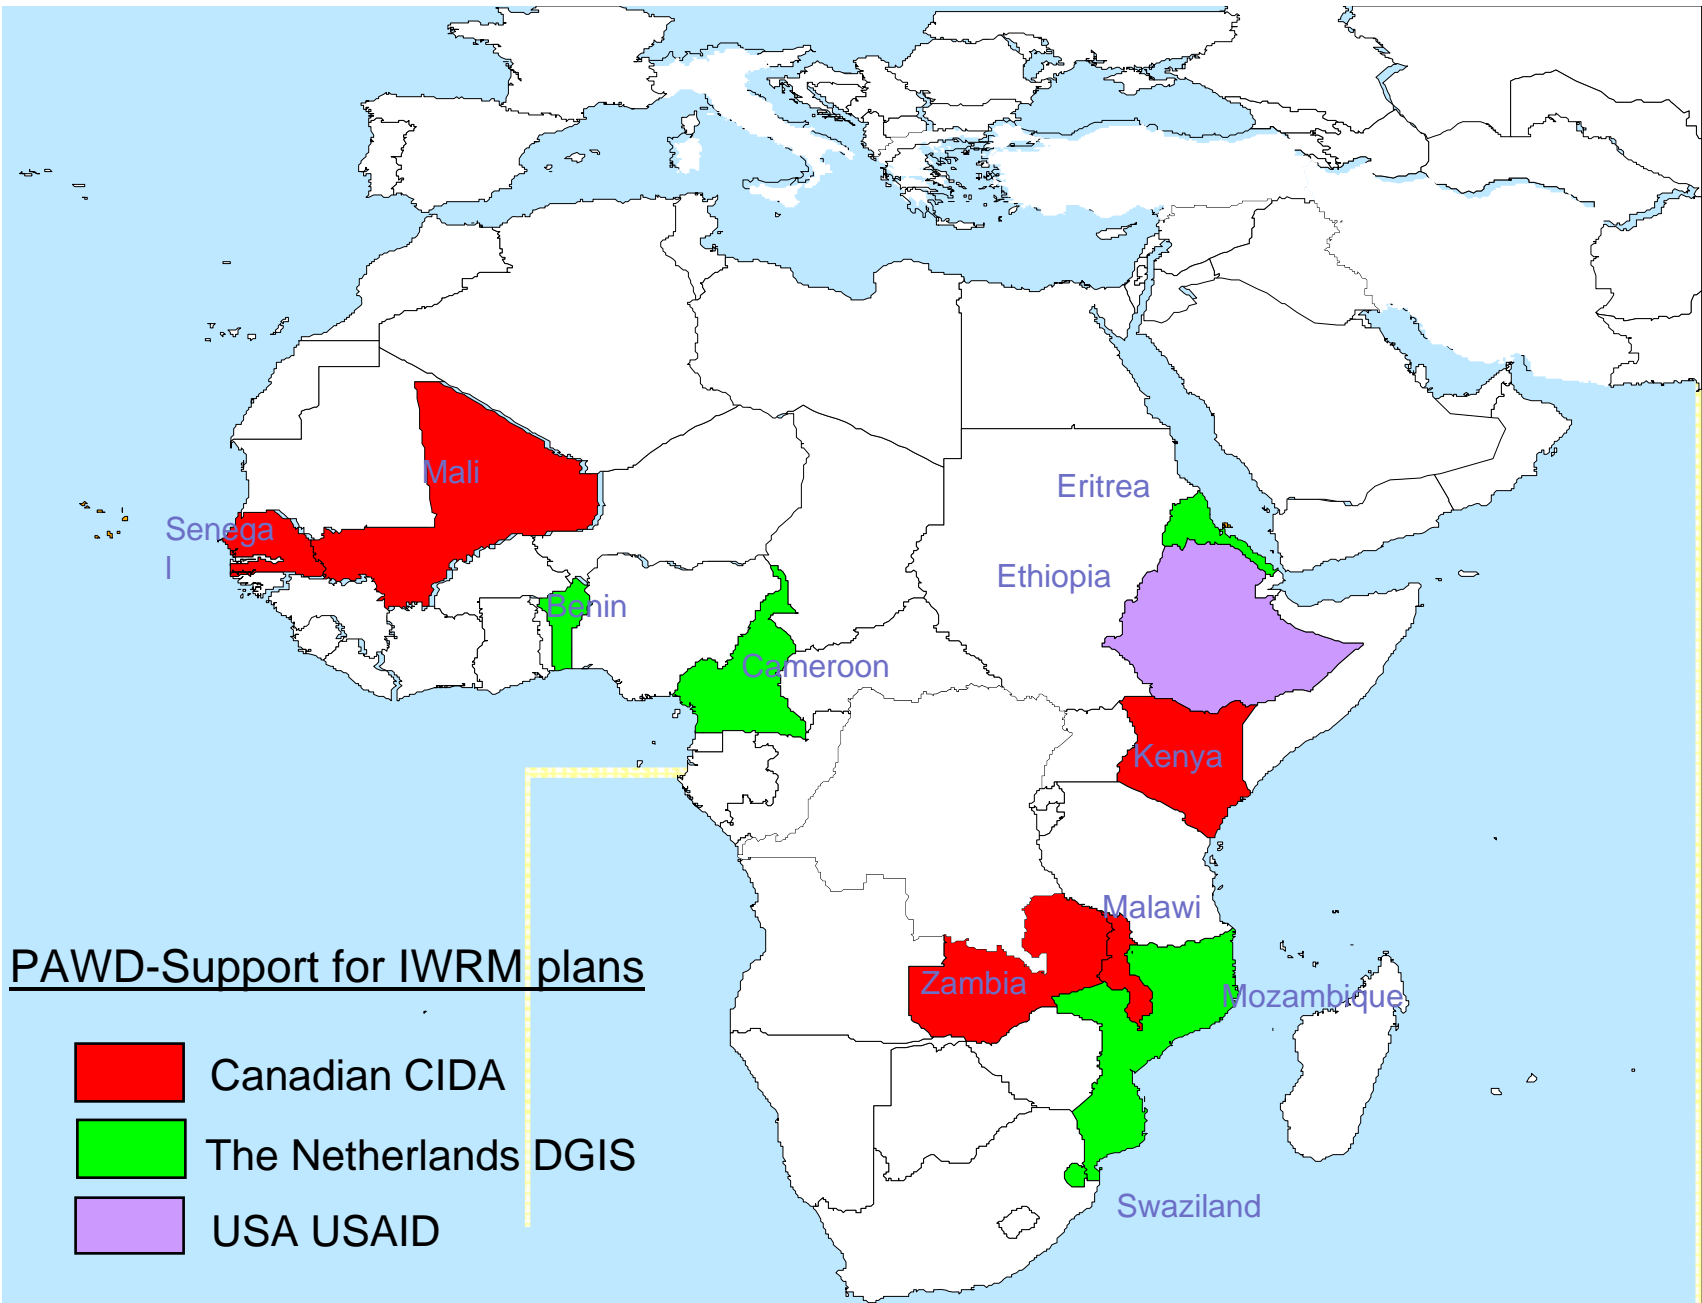 Mali
Eritrea
Senega
l
Ethiopia
Benin
Cameroon
Kenya
Malawi
Zambia
Mozambique
PAWD-Support for IWRM plans
Canadian CIDA
The Netherlands DGIS
Swaziland
USA USAID